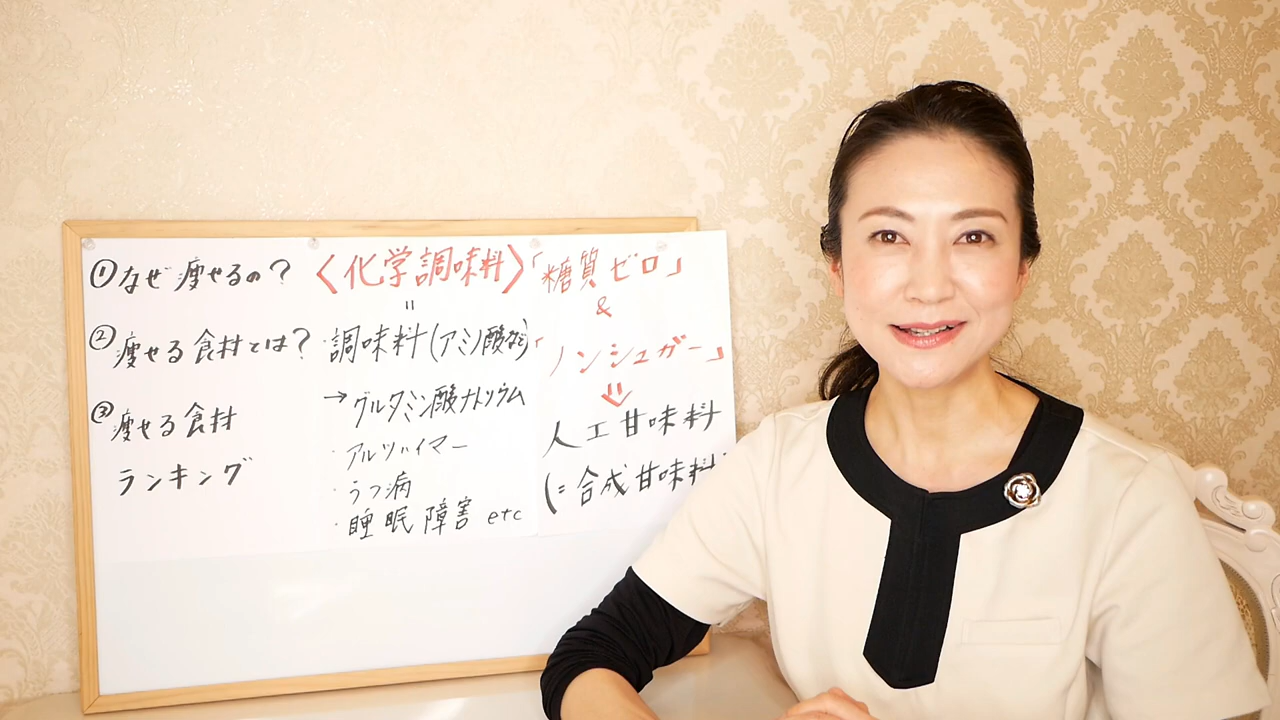 ①なぜ痩せるの？
②痩せる食材とは？
③痩せる食材
ランキング
〈化学調味料〉
=
・調味料(アミノ酸など)
→グルタミン酸ナトリウム
・アルツハイマー
・うつ病
・睡眠障害 etc
「糖質ゼロ」
&
「ノンシュガー」
⇓
人工甘味料
(=合成甘味料